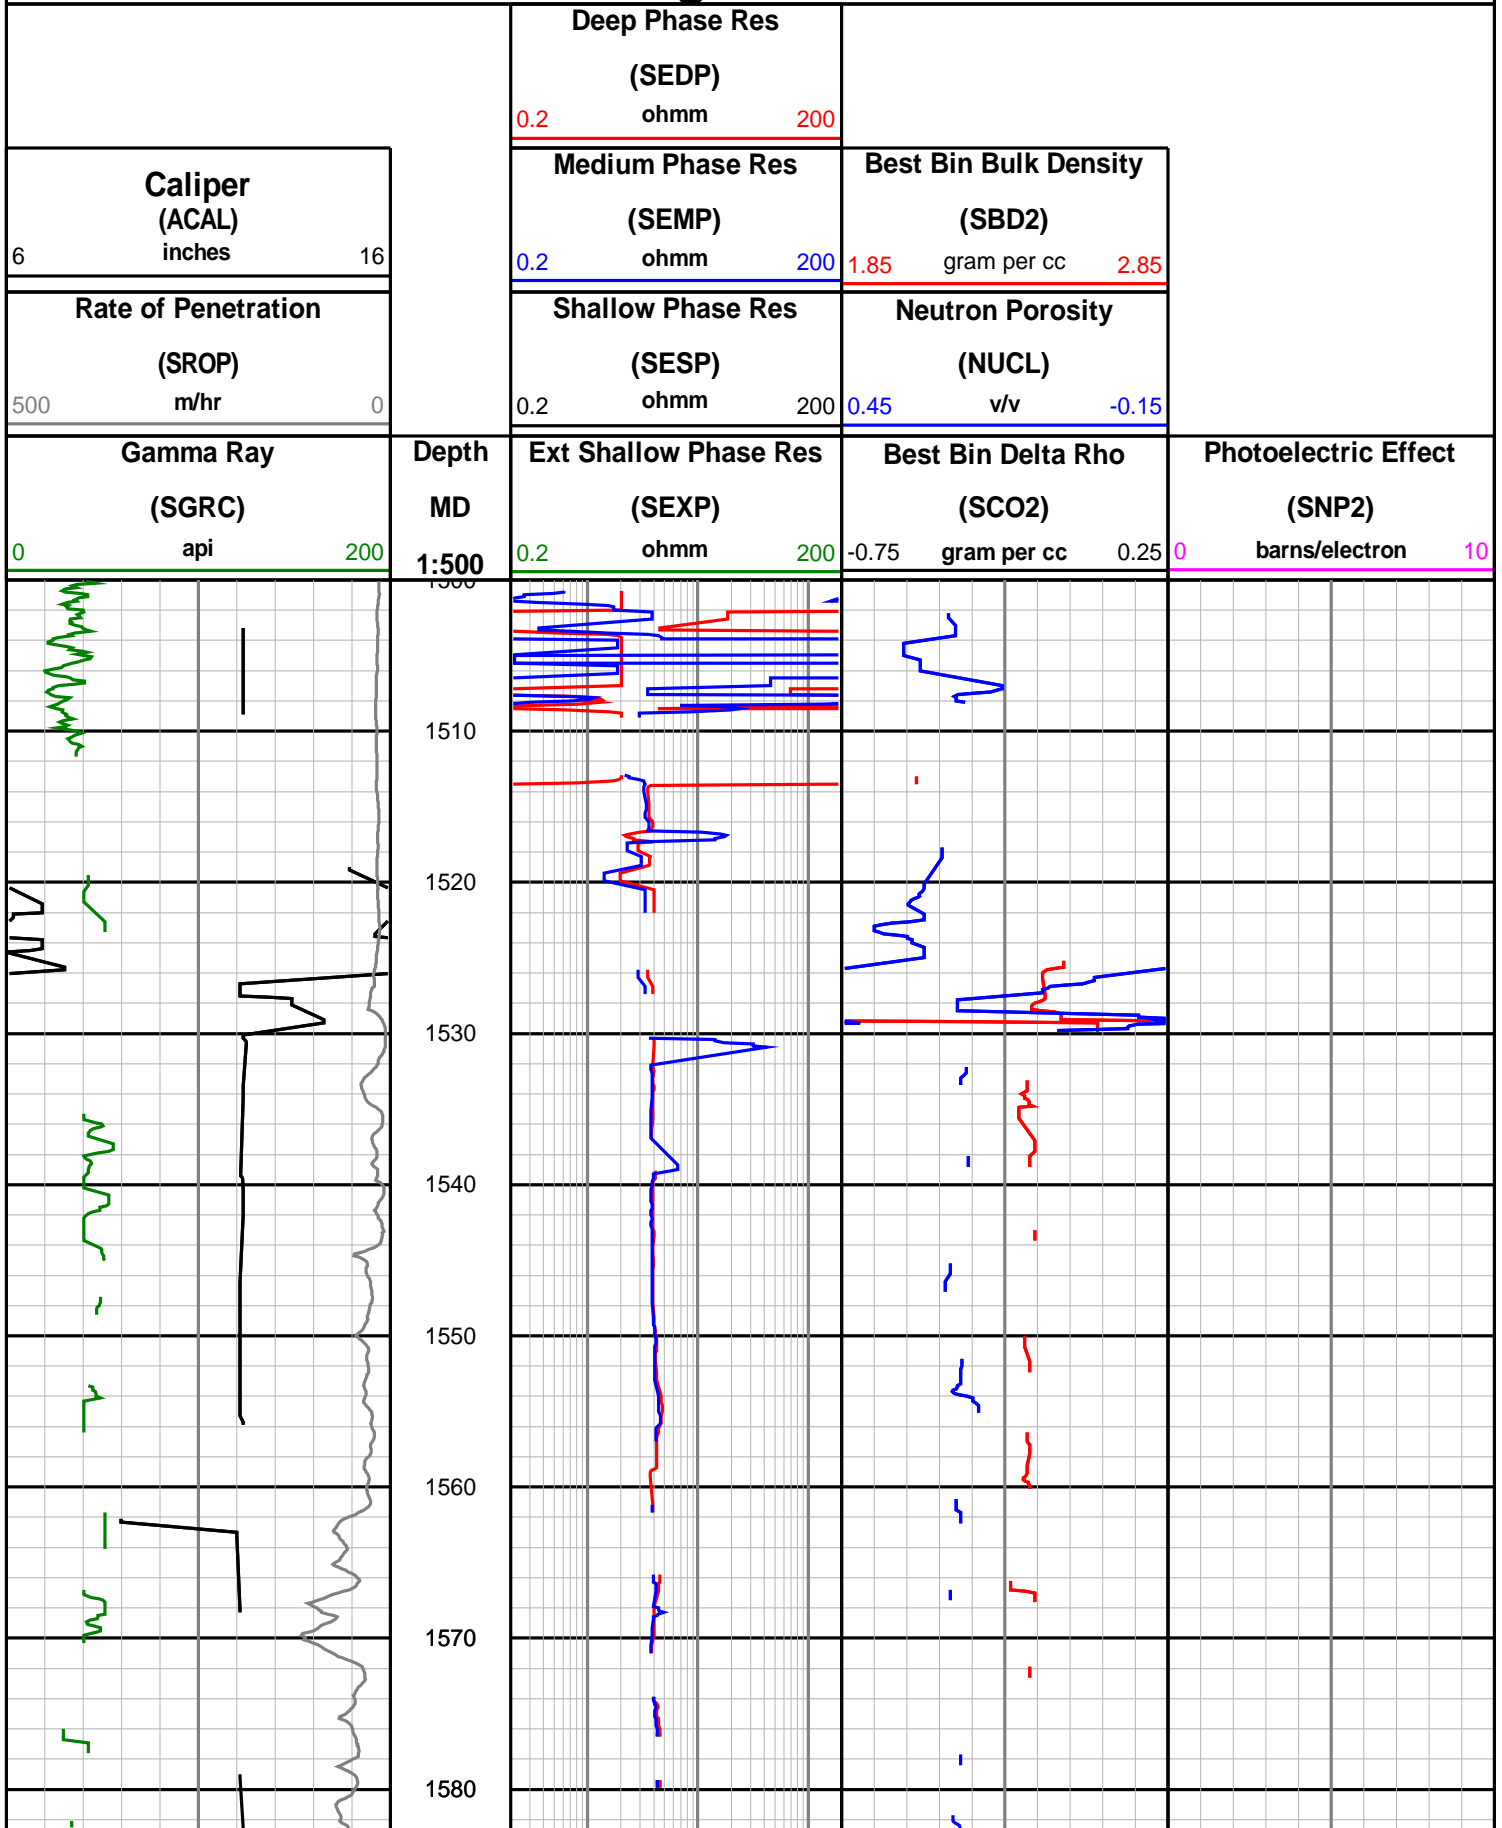 Deep Phase Res
(SEDP)
ohmm
0.2 200
Caliper
(ACAL)
inches
6 16
Medium Phase Res
(SEMP)
ohmm
0.2 200
Best Bin Bulk Density
(SBD2)
gram per cc
1.85 2.85
Rate of Penetration
(SROP)
m/hr
500 0
Shallow Phase Res
(SESP)
ohmm
0.2 200
Neutron Porosity
(NUCL)
v/v
0.45 -0.15
Gamma Ray
(SGRC)
api
0 200
Depth
MD
1:500
Ext Shallow Phase Res
(SEXP)
ohmm
0.2 200
Best Bin Delta Rho
(SCO2)
gram per cc
-0.75 0.25
Photoelectric Effect
(SNP2)
barns/electron
0 10
1500
1510
1520
1530
1540
1550
1560
1570
1580